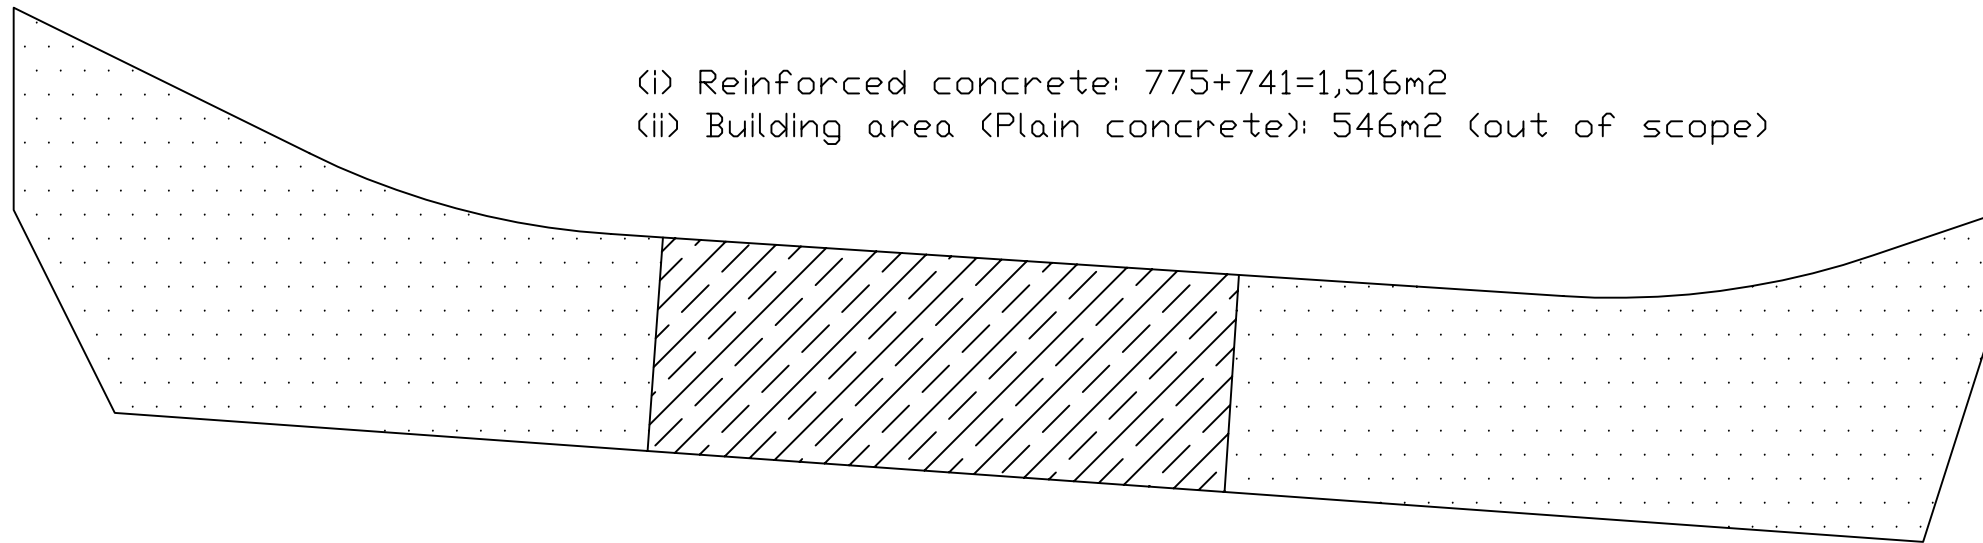 (i) Reinforced concrete: 775+741=1,516m2
(ii) Building area (Plain concrete): 546m2 (out of scope)